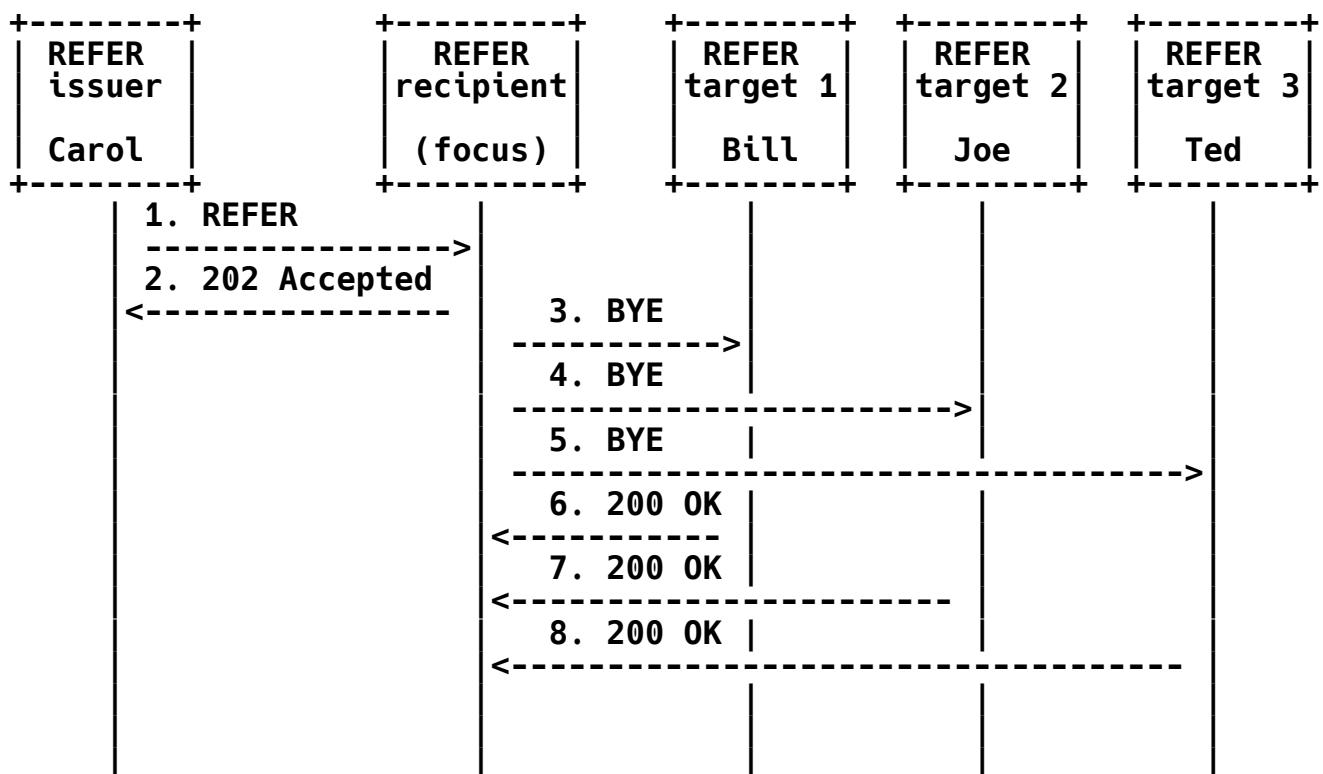 +--------+         +---------+    +--------+  +--------+  +--------+
| REFER  |         |  REFER  |    | REFER  |  | REFER  |  | REFER  |
| issuer |         |recipient|    |target 1|  |target 2|  |target 3|
|        |         |         |    |        |  |        |  |        |
| Carol  |         | (focus) |    |  Bill  |  |  Joe   |  |  Ted   |
+--------+         +---------+    +--------+  +--------+  +--------+
     | 1. REFER         |             |           |           |
      ---------------->|             |           |           |
     | 2. 202 Accepted  |             |           |           |
     |<---------------- |   3. BYE    |           |           |
     |                  | ----------->|           |           |
     |                  |   4. BYE    |           |           |
     |                  | ----------------------->|           |
     |                  |   5. BYE    |           |           |
     |                  | ----------------------------------->|
     |                  |   6. 200 OK |           |           |
     |                  |<----------- |           |           |
     |                  |   7. 200 OK |           |           |
     |                  |<----------------------- |           |
     |                  |   8. 200 OK |           |           |
     |                  |<----------------------------------- |
     |                  |             |           |           |
     |                  |             |           |           |
     |                  |             |           |           |